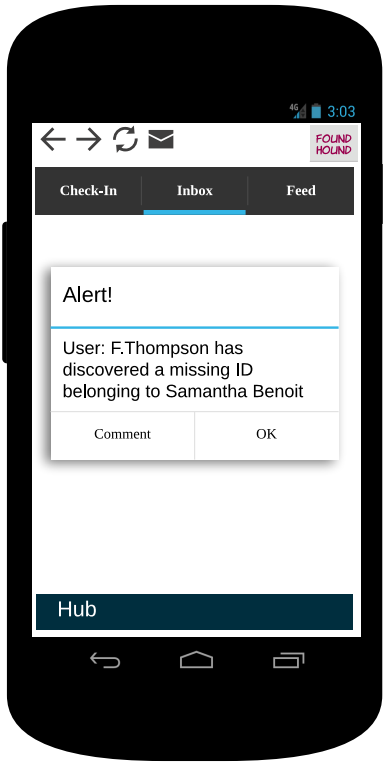 4G 3:03
FOUND
HOUND
Check-In Inbox Feed
Alert!
User: F.Thompson has
discovered a missing ID
belonging to Samantha Benoit
Comment OK
Hub